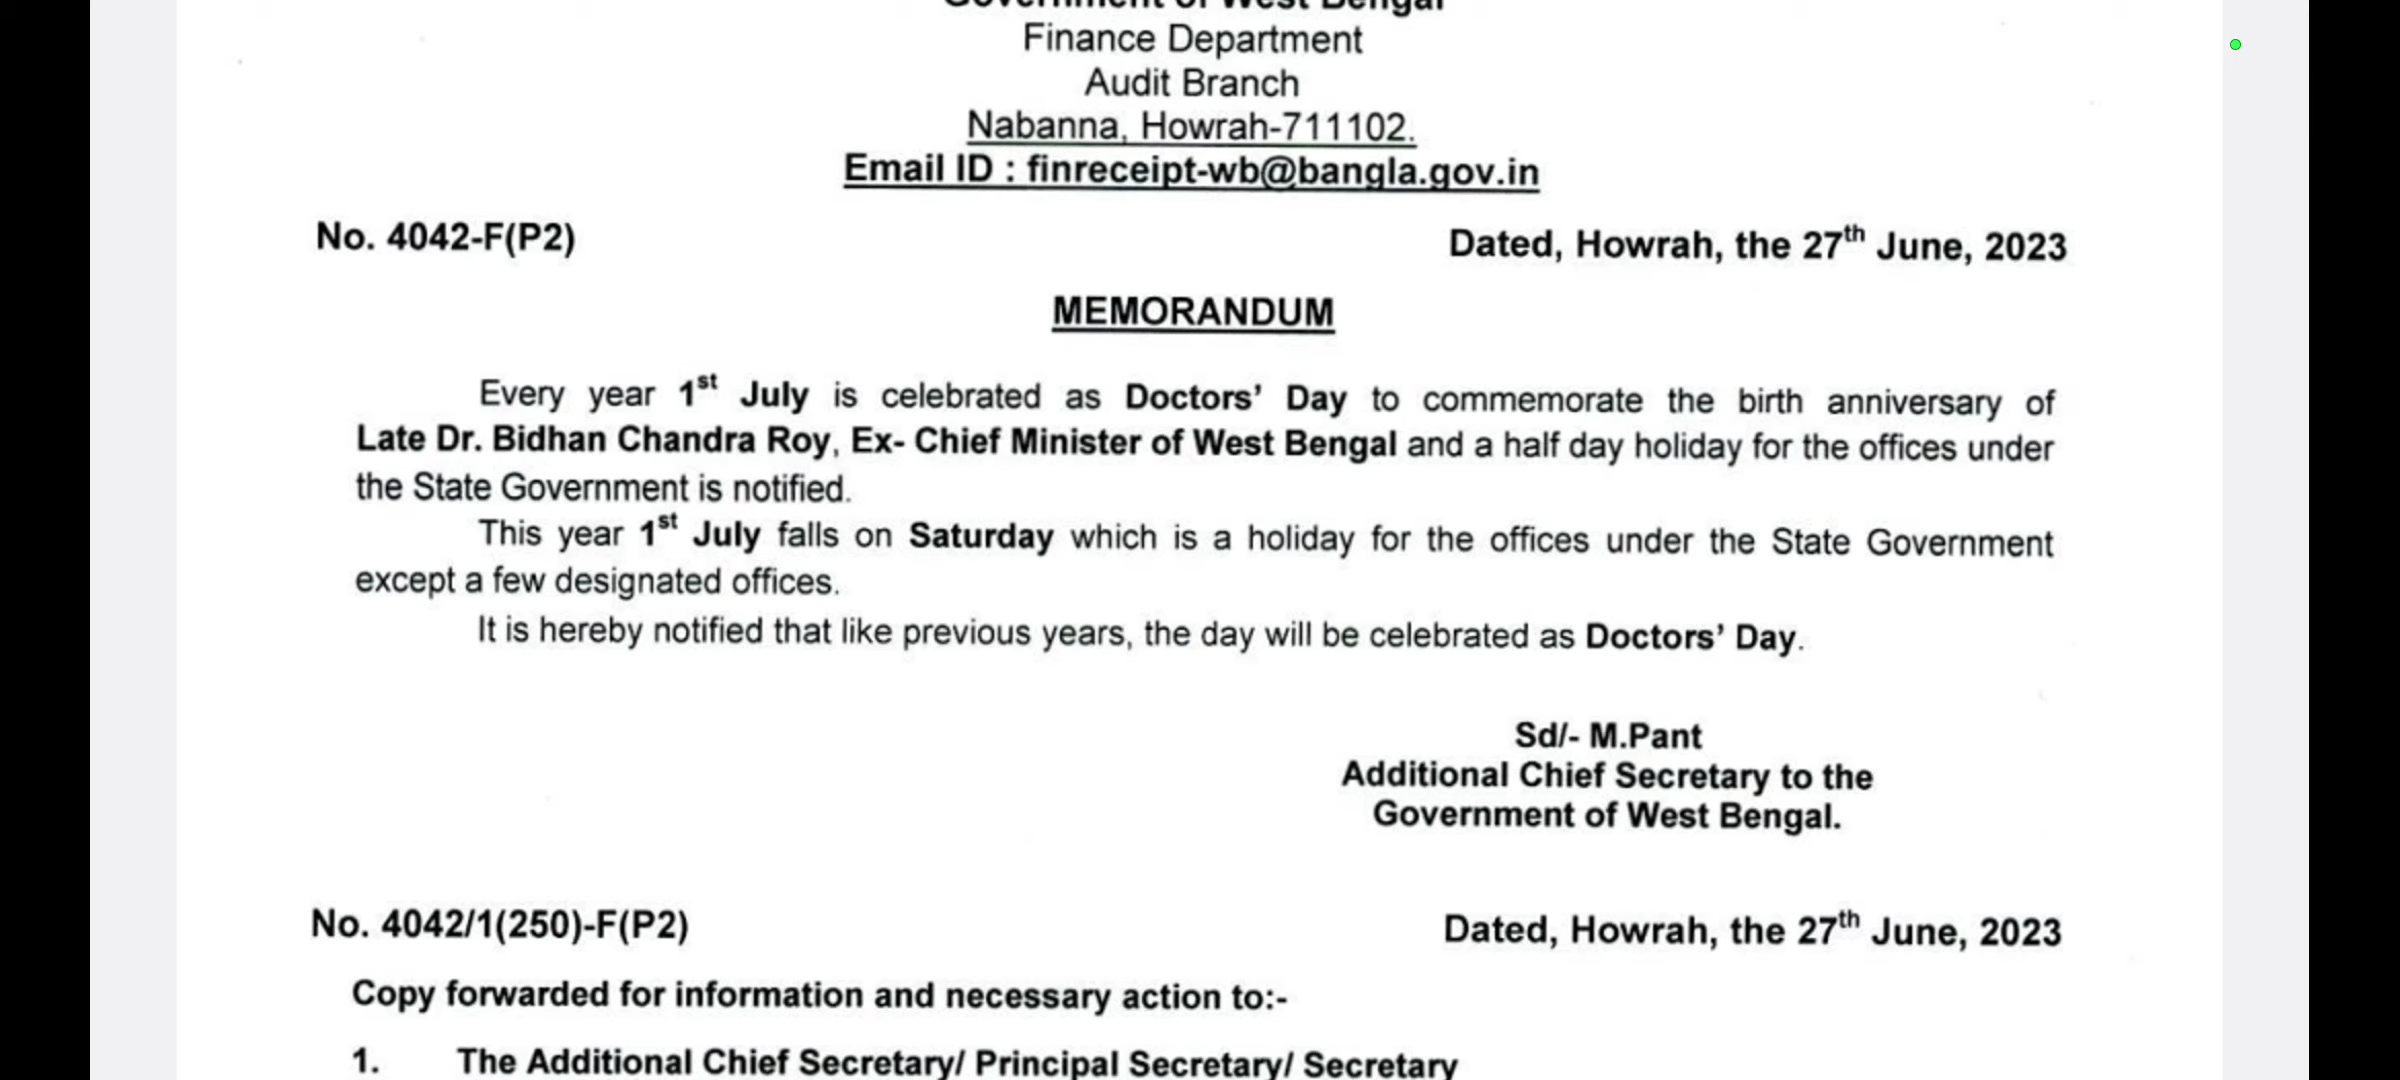 Government of West Bengal
Finance Department
Audit Branch
Nabanna, Howrah-711102.
Email ID : finreceipt-wb@bangla.gov.in
No. 4042-F(P2) Dated, Howrah, the 27th June, 2023
MEMORANDUM
Every year 1st July is celebrated as Doctors' Day to commemorate the birth anniversary of
Late Dr. Bidhan Chandra Roy, Ex- Chief Minister of West Bengal and a half day holiday for the offices under
the State Government is notified.
This year 1st July falls on Saturday which is a holiday for the offices under the State Government
except a few designated offices.
It is hereby notified that like previous years, the day will be celebrated as Doctors' Day.
Sd/- M.Pant
Additional Chief Secretary to the
Government of West Bengal.
No. 4042/1(250)-F(P2) Dated, Howrah, the 27th June, 2023
Copy forwarded for information and necessary action to:-
1. The Additional Chief Secretary/ Principal Secretary/ Secretary